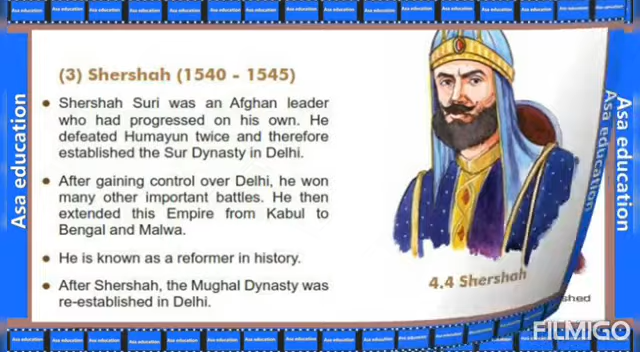 (3) Shershah (1540 - 1545)
• Shershah Suri was an Afghan leader
who had progressed on his own. He
defeated Humayun twice and therefore
established the Sur Dynasty in Delhi.
• After gaining control over Delhi, he won
many other important battles. He then
extended this Empire from Kabul to
Bengal and Malwa.
• He is known as a reformer in history.
• After Shershah, the Mughal Dynasty was
re-established in Delhi.
4.4 Shershah
shed
Asa education
Asa education
Asa education
FILMIGO